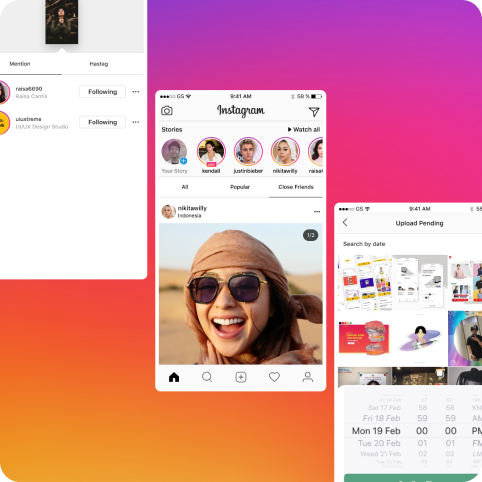 Mention Hastag
raisa6690 Following
Raisa Cantik
uiuxtreme Following
UI/UX Design Studio
GS 9:41 AM 58 %
Instagram
Stories Watch all
Your Story kendall justinbieber nikitawilly
All Popular Close Friends
nikitawilly
Indonesia
1/2
GS 9:41 AM
Upload Pending
Search by date
Sat 17 Feb 58 58
Fri 18 Feb 59 59 AM
Mon 19 Feb 00 00 PM
Tue 20 Feb 01 01
Weed 21 Feb 02 02